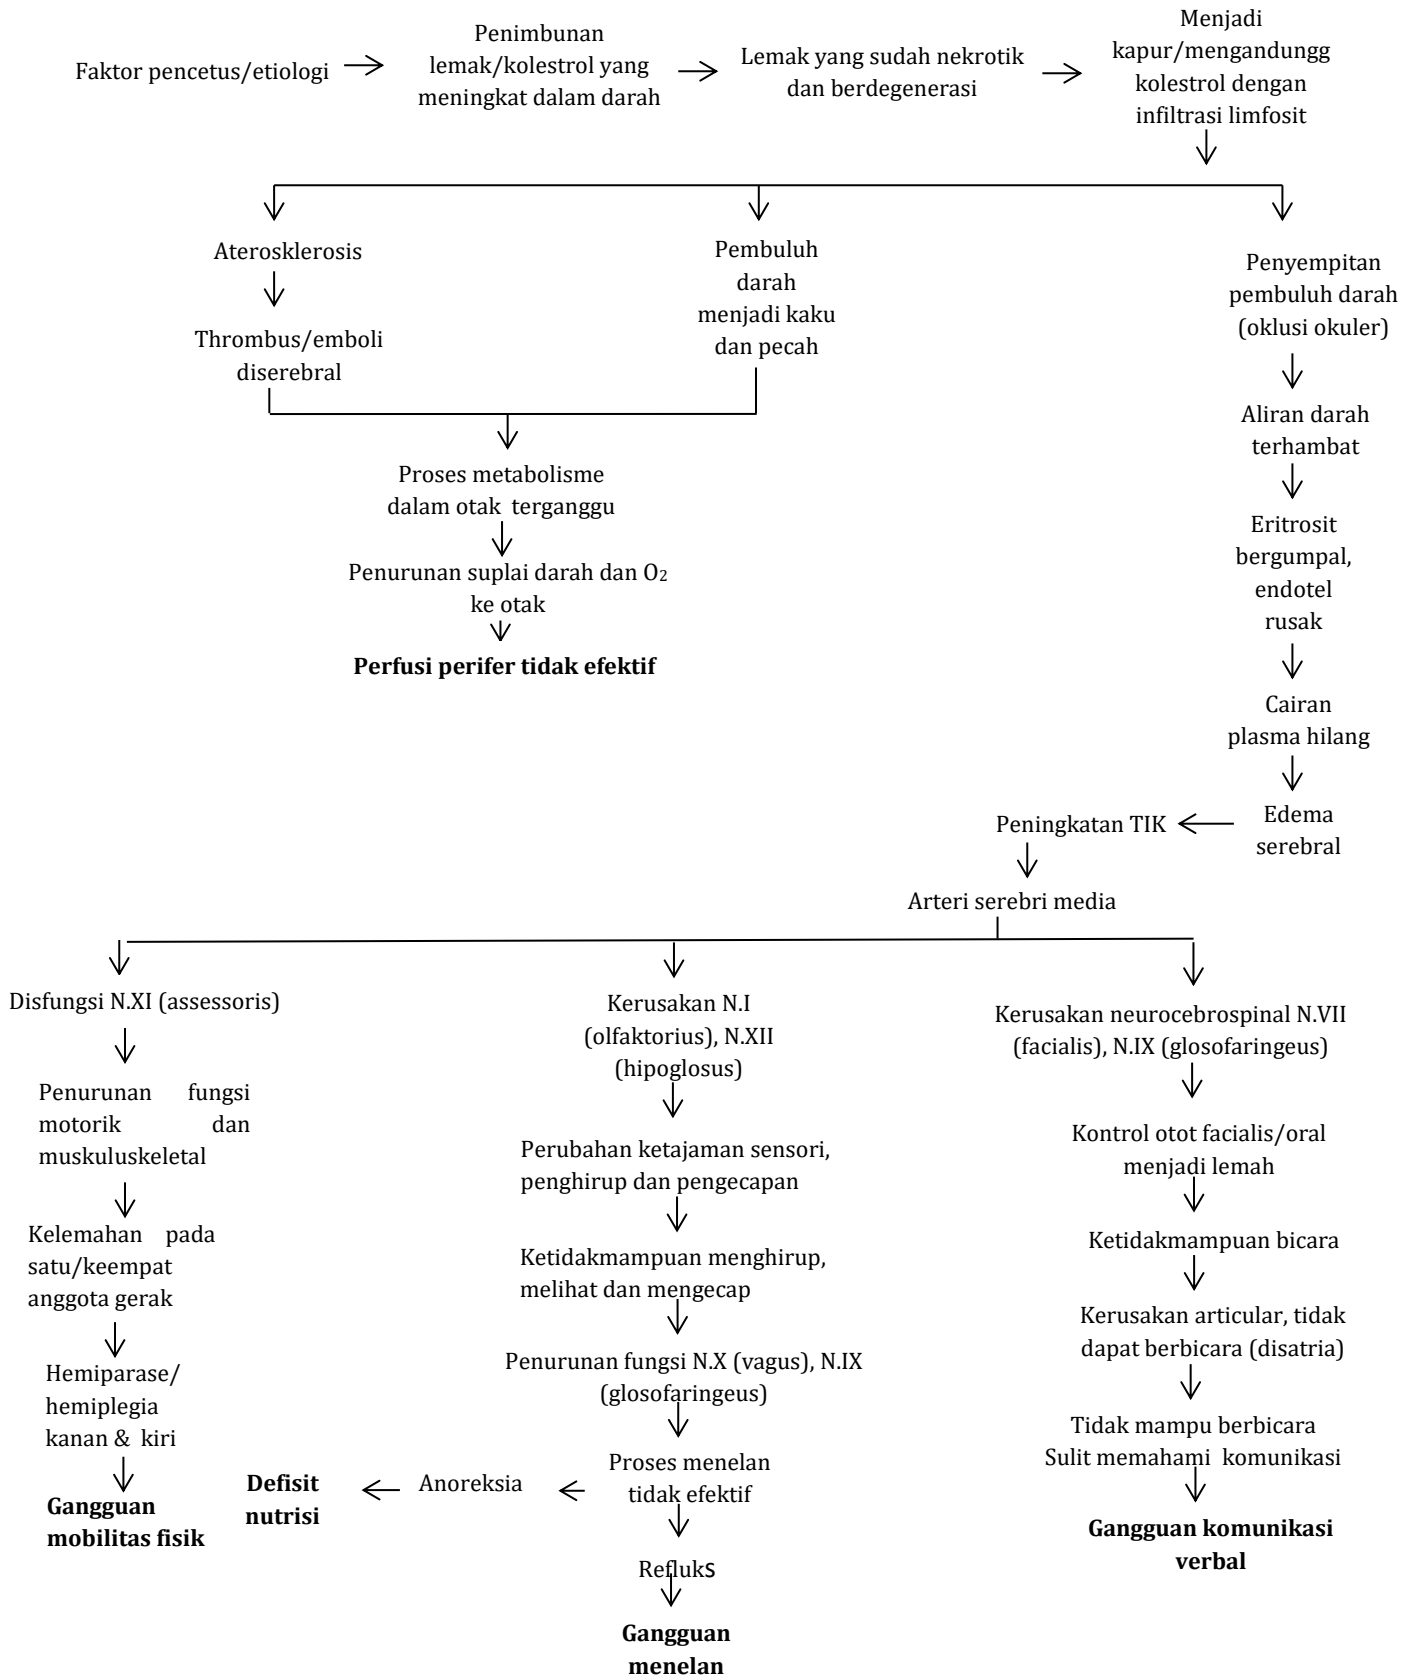 Faktor pencetus/etiologi
Penimbunan
lemak/kolestrol yang
meningkat dalam darah
Lemak yang sudah nekrotik
dan berdegenerasi
Menjadi
kapur/mengandungg
kolestrol dengan
infiltrasi limfosit
Aterosklerosis
Thrombus/emboli
diserebral
Pembuluh
darah
menjadi kaku
dan pecah
Penyempitan
pembuluh darah
(oklusi okuler)
Proses metabolisme
dalam otak  terganggu
Penurunan suplai darah dan O₂
ke otak
Perfusi perifer tidak efektif
Aliran darah
terhambat
Eritrosit
bergumpal,
endotel
rusak
Cairan
plasma hilang
Edema
serebral
Peningkatan TIK
Arteri serebri media
Disfungsi N.XI (assessoris)
Penurunan fungsi
motorik dan
muskuluskeletal
Kelemahan pada
satu/keempat
anggota gerak
Hemiparase/
hemiplegia
kanan &  kiri
Gangguan
mobilitas fisik
Kerusakan N.I
(olfaktorius), N.XII
(hipoglosus)
Perubahan ketajaman sensori,
penghirup dan pengecapan
Ketidakmampuan menghirup,
melihat dan mengecap
Penurunan fungsi N.X (vagus), N.IX
(glosofaringeus)
Proses menelan
tidak efektif
Anoreksia
Defisit
nutrisi
Refluks
Gangguan
menelan
Kerusakan neurocebrospinal N.VII
(facialis), N.IX (glosofaringeus)
Kontrol otot facialis/oral
menjadi lemah
Ketidakmampuan bicara
Kerusakan articular, tidak
dapat berbicara (disatria)
Tidak mampu berbicara
Sulit memahami  komunikasi
Gangguan komunikasi
verbal